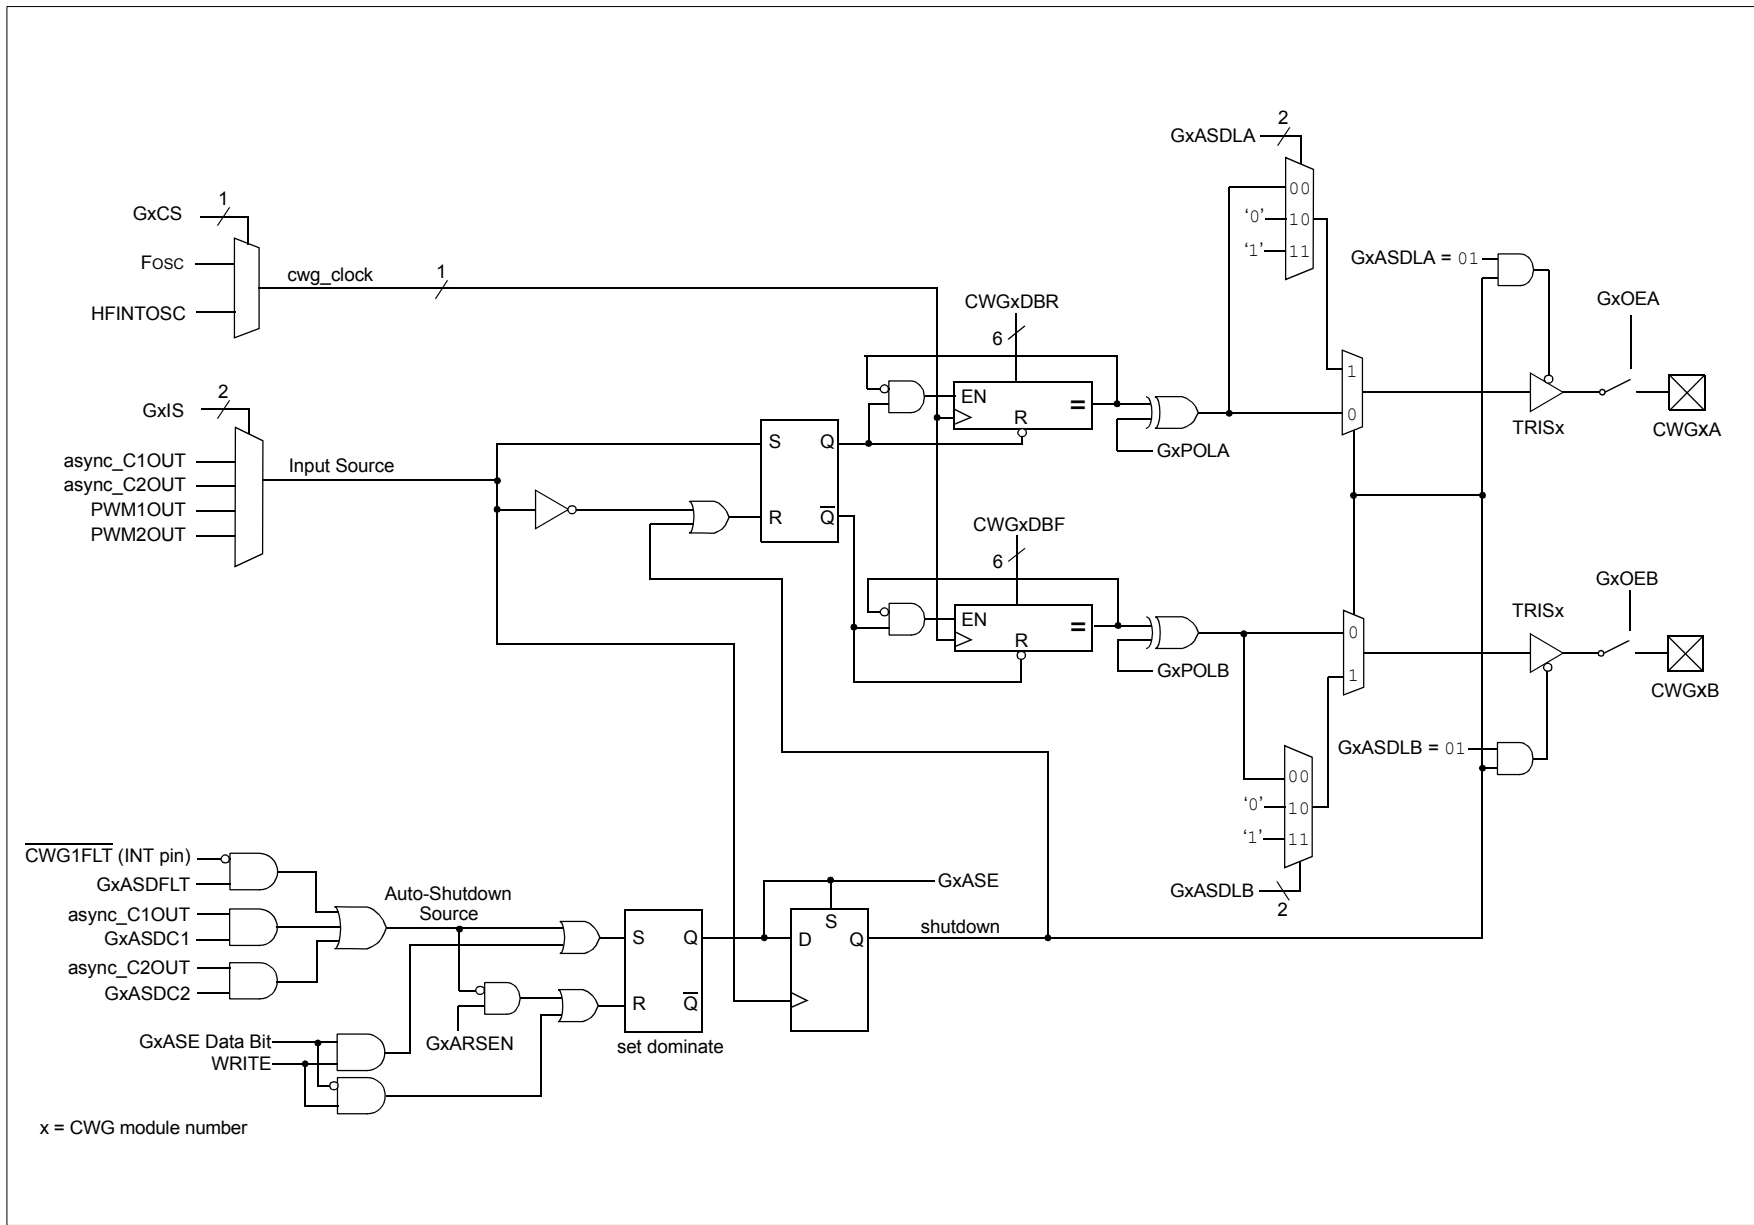 GxASDLA
2
GxCS
1
FOSC
HFINTOSC
cwg_clock
1
00
'0'
10
'1'
11
GxASDLA = 01
GxOEA
CWGxDBR
6
EN
=
R
GxPOLA
1
0
TRISx
CWGxA
GxIS
2
async_C1OUT
async_C2OUT
PWM1OUT
PWM2OUT
Input Source
S
Q
R
Q
CWGxDBF
6
EN
=
R
GxPOLB
0
1
TRISx
GxOEB
CWGxB
GxASDLB = 01
00
'0'
10
'1'
11
GxASDLB
2
CWG1FLT (INT pin)
GxASDFLT
async_C1OUT
GxASDC1
async_C2OUT
GxASDC2
Auto-Shutdown
Source
GxARSEN
S
Q
R
Q
set dominate
GxASE
S
D
Q
shutdown
GxASE Data Bit
WRITE
x = CWG module number